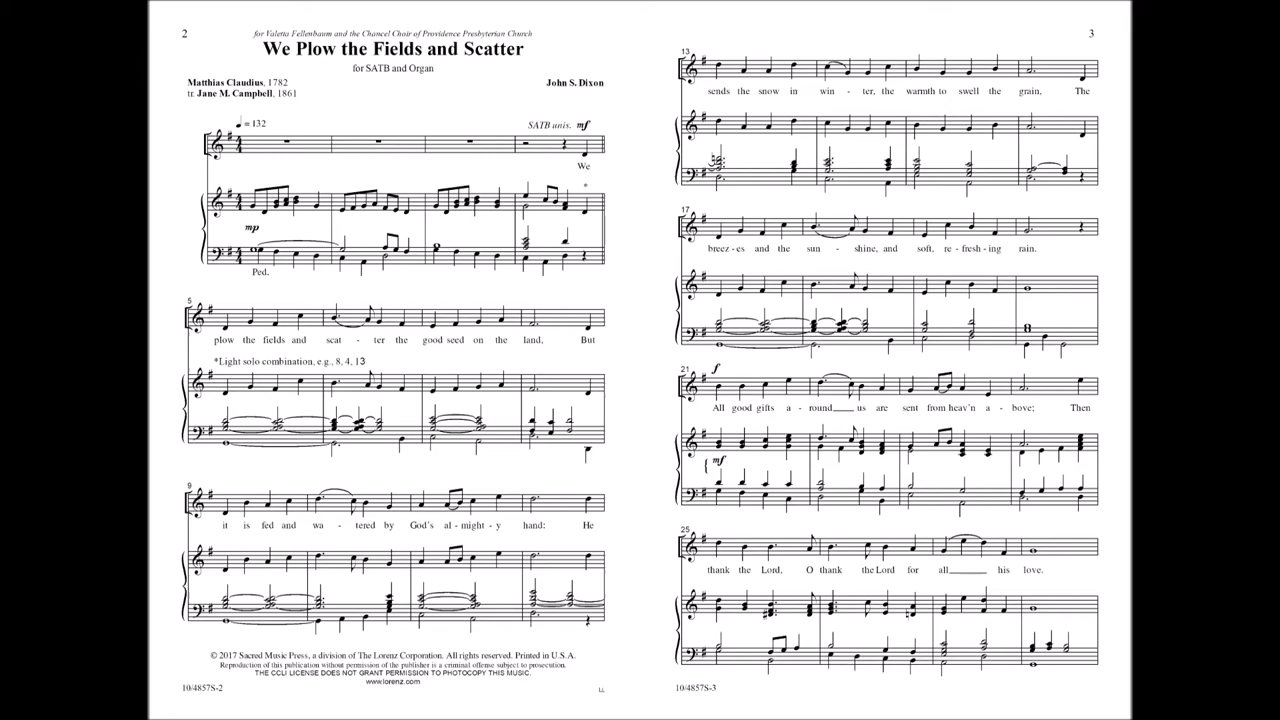 2
for Valetta Fellenbaum and the Chancel Choir of Providence Presbyterian Church
We Plow the Fields and Scatter
for SATB and Organ
Matthias Claudius, 1782
tr. Jane M. Campbell, 1861
John S. Dixon
= 132
SATB unis. mf
We
*
mp
Ped.
5
plow the fields and scat - ter the good seed on the land, But
*Light solo combination, e.g., 8, 4, 13
9
it is fed and wa - tered by God's al - might - y hand: He
© 2017 Sacred Music Press, a division of The Lorenz Corporation. All rights reserved. Printed in U.S.A.
Reproduction of this publication without permission of the publisher is a criminal offense subject to prosecution.
THE CCLI LICENSE DOES NOT GRANT PERMISSION TO PHOTOCOPY THIS MUSIC.
www.lorenz.com
10/4857S-2
LL
3
13
sends the snow in win - ter, the warmth to swell the grain, The
17
breez - es and the sun - shine, and soft, re - fresh - ing rain.
21
f
All good gifts a - round us are sent from heav'n a - bove; Then
mf
25
thank the Lord, O thank the Lord for all his love.
10/4857S-3